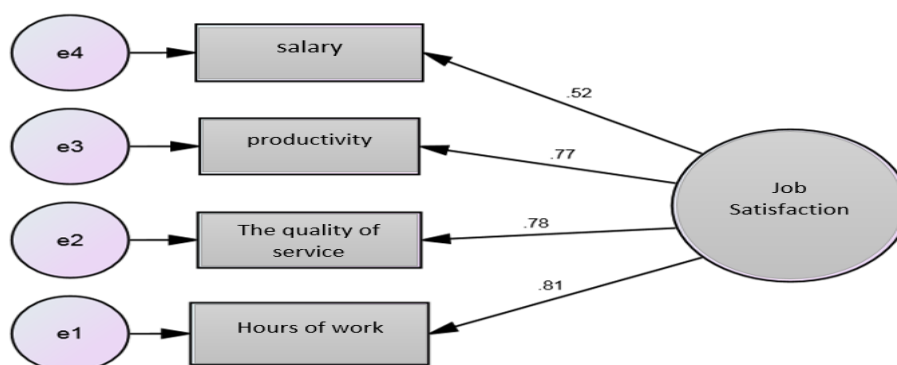 e4
salary
.52
e3
productivity
.77
Job
Satisfaction
e2
The quality of
service
.78
.81
e1
Hours of work